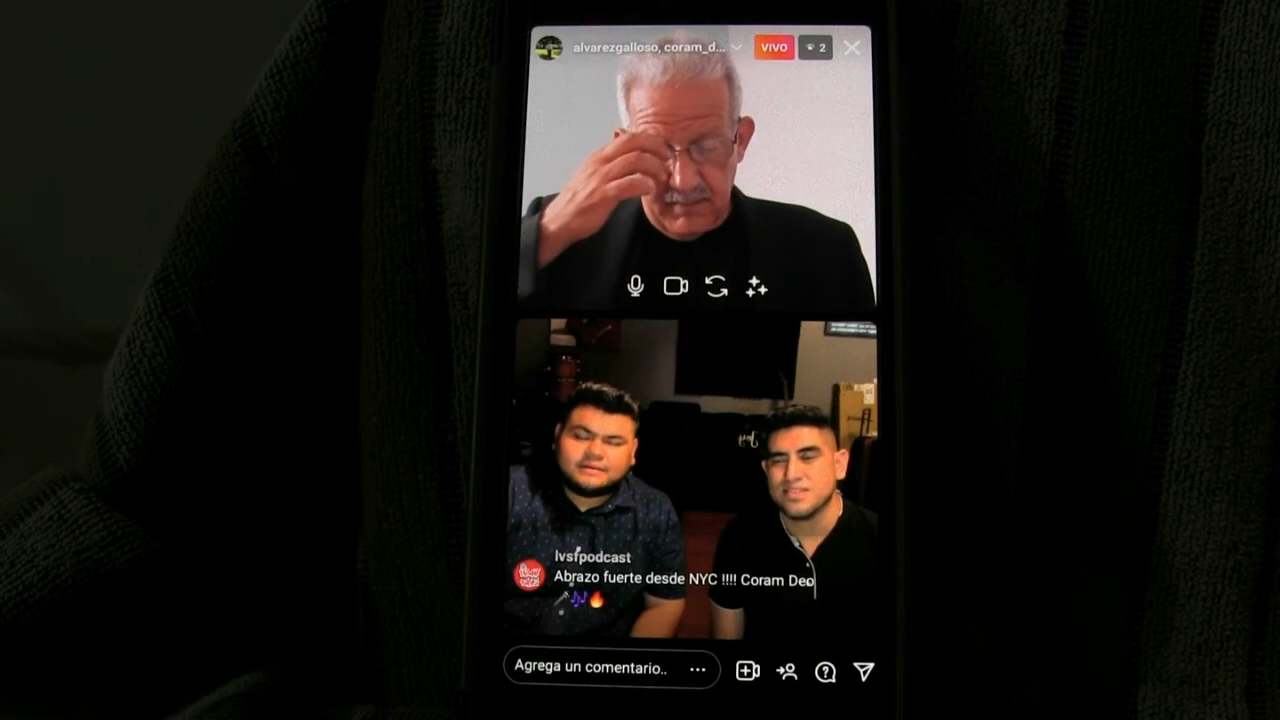 alvarezgalloso, coram_d...
VIVO
2
lvsfpodcast
Abrazo fuerte desde NYC !!!! Coram Deo
🎤🎶🔥
Agrega un comentario..